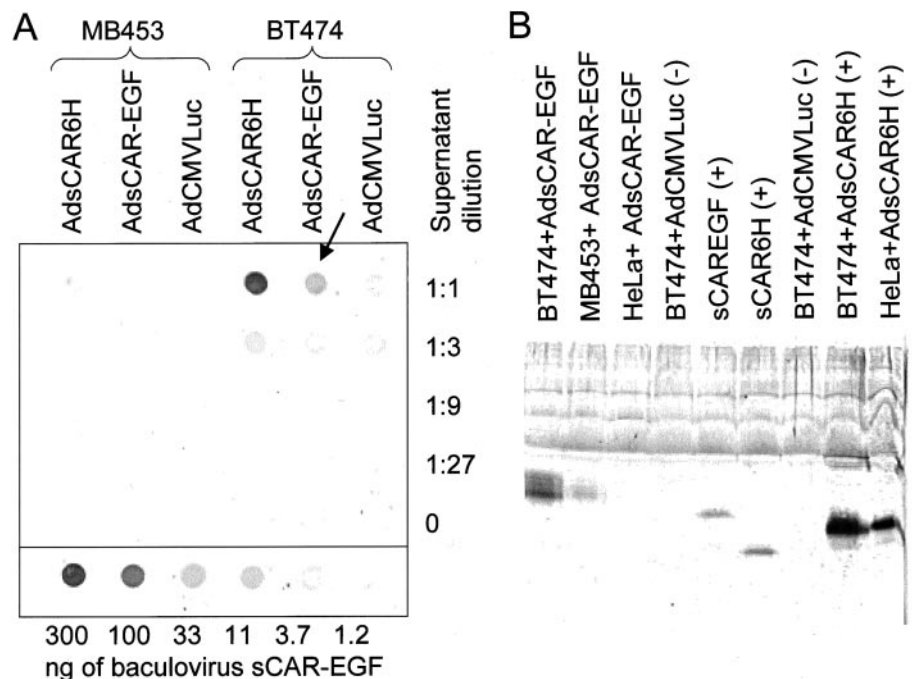 A
MB453
BT474
AdsCAR6H
AdsCAR-EGF
AdCMVLuc
AdsCAR6H
AdsCAR-EGF
AdCMVLuc
Supernatant
dilution
1:1
1:3
1:9
1:27
0
300 100 33 11 3.7 1.2
ng of baculovirus sCAR-EGF
B
BT474+AdsCAR-EGF
MB453+ AdsCAR-EGF
HeLa+ AdsCAR-EGF
BT474+AdCMVLuc (-)
sCAREGF (+)
sCAR6H (+)
BT474+AdCMVLuc (-)
BT474+AdsCAR6H (+)
HeLa+AdsCAR6H (+)